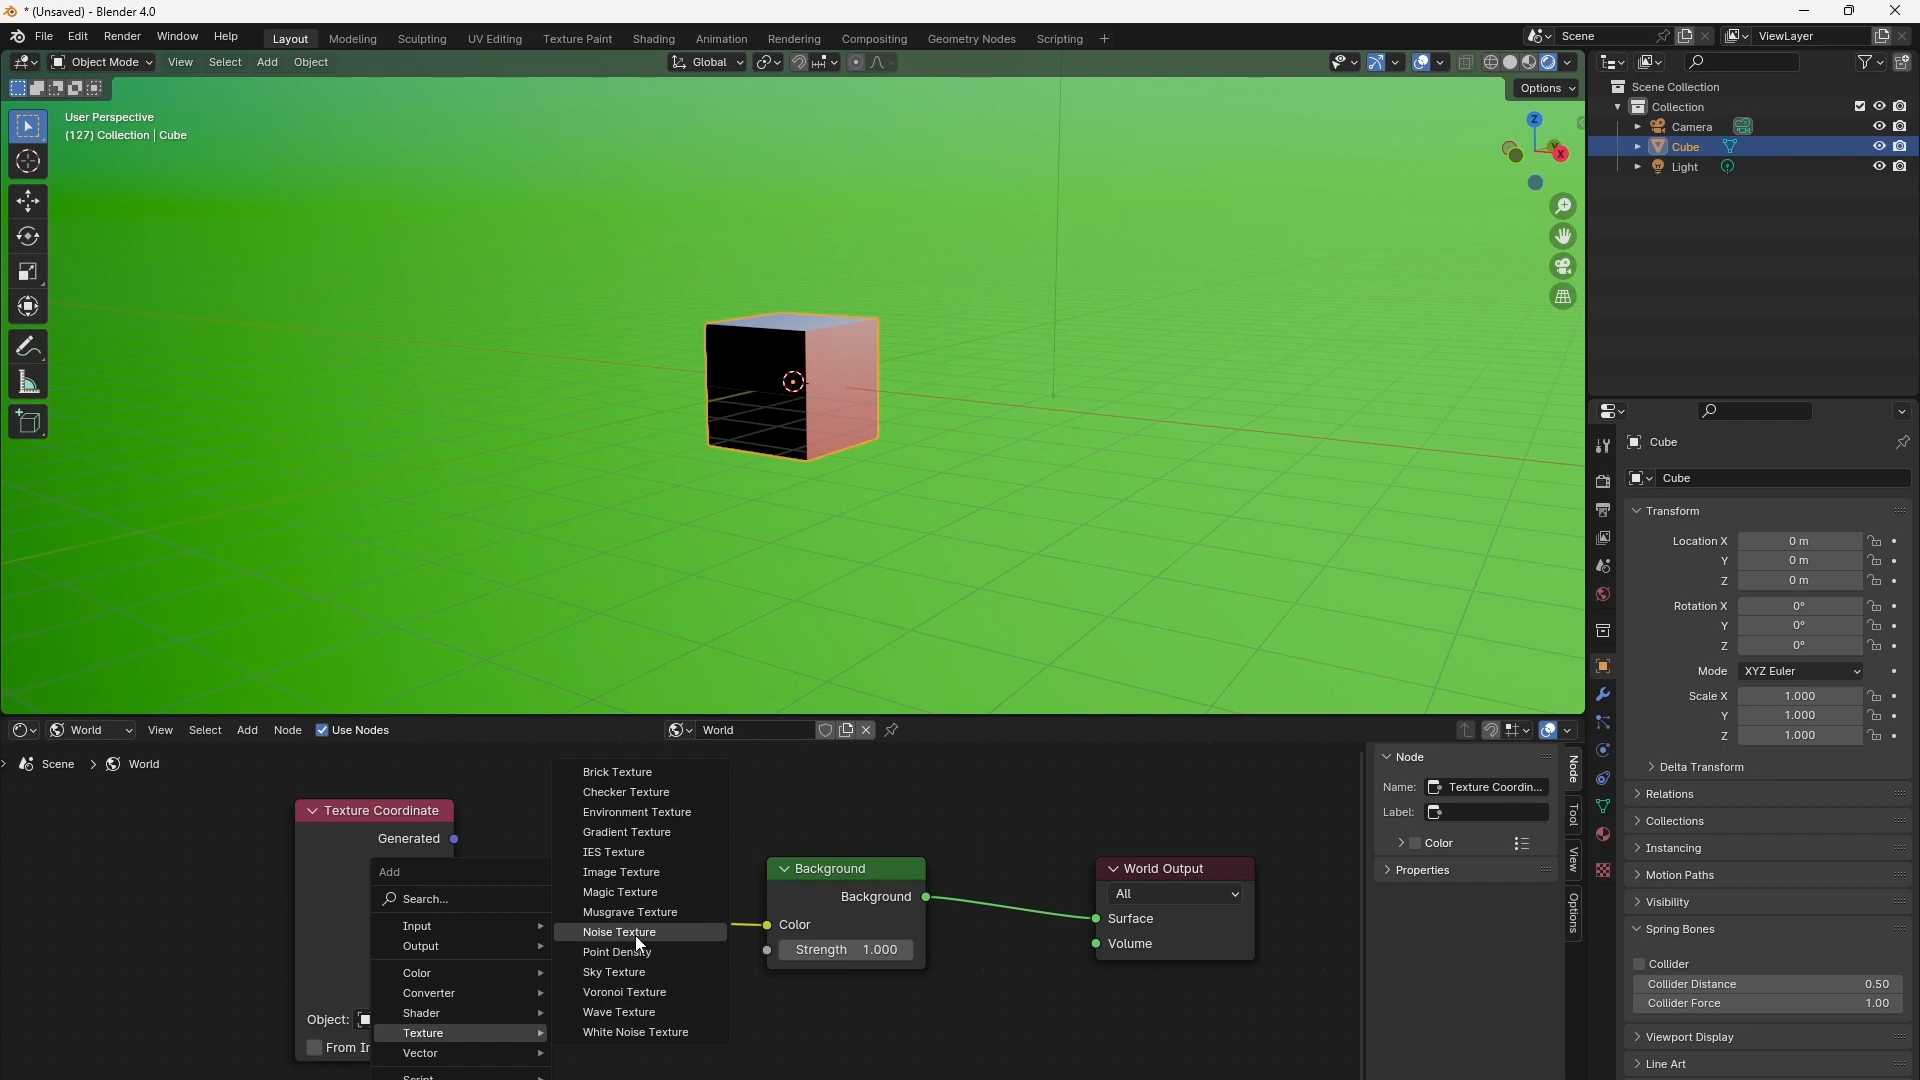 * (Unsaved) - Blender 4.0
File Edit Render Window Help Layout Modeling Sculpting UV Editing Texture Paint Shading Animation Rendering Compositing Geometry Nodes Scripting + Scene ViewLayer
Object Mode View Select Add Object Global
Options
User Perspective
(127) Collection | Cube
Z
X
Scene Collection
Collection
Camera
Cube
Light
Cube
Cube
Transform
Location X 0 m
Y 0 m
Z 0 m
Rotation X 0°
Y 0°
Z 0°
Mode XYZ Euler
Scale X 1.000
Y 1.000
Z 1.000
Delta Transform
Relations
Collections
Instancing
Motion Paths
Visibility
Spring Bones
Collider
Collider Distance 0.50
Collider Force 1.00
Viewport Display
Line Art
World View Select Add Node Use Nodes World
Scene > World
Texture Coordinate
Generated
Object:
From In
Add
Search...
Input
Output
Color
Converter
Shader
Texture
Vector
Script
Brick Texture
Checker Texture
Environment Texture
Gradient Texture
IES Texture
Image Texture
Magic Texture
Musgrave Texture
Noise Texture
Point Density
Sky Texture
Voronoi Texture
Wave Texture
White Noise Texture
Background
Background
Color
Strength 1.000
World Output
All
Surface
Volume
Node
Name: Texture Coordin...
Label:
Color
Properties
Node
Tool
View
Options